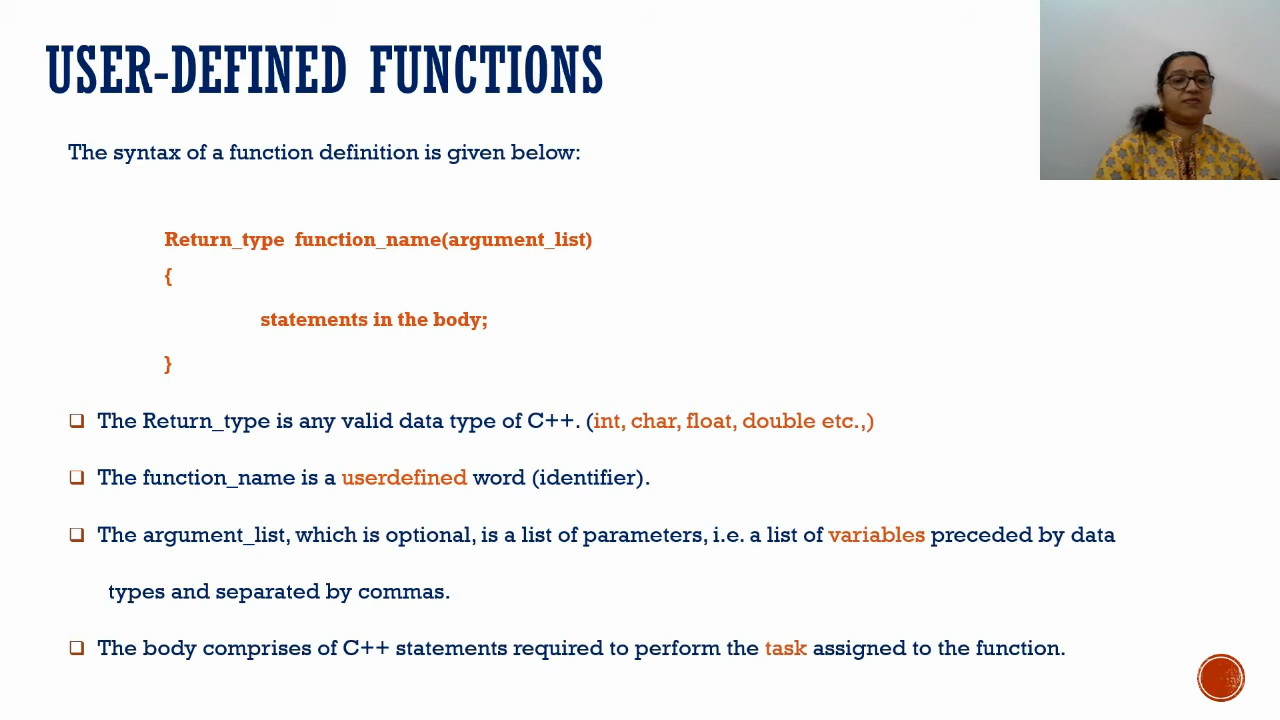 USER-DEFINED FUNCTIONS
The syntax of a function definition is given below:
Return_type function_name(argument_list)
{
statements in the body;
}
❑ The Return_type is any valid data type of C++. (int, char, float, double etc.,)
❑ The function_name is a userdefined word (identifier).
❑ The argument_list, which is optional, is a list of parameters, i.e. a list of variables preceded by data
types and separated by commas.
❑ The body comprises of C++ statements required to perform the task assigned to the function.